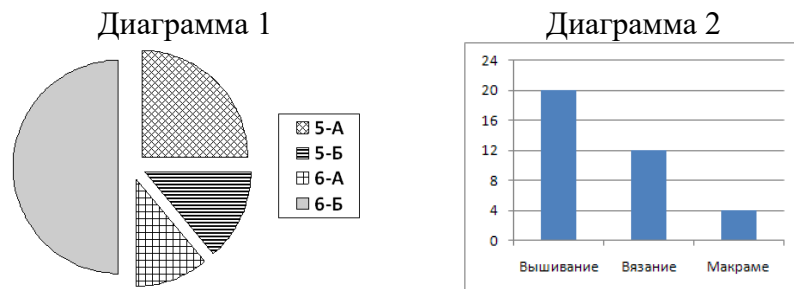 Диаграмма 1
5-А
5-Б
6-А
6-Б
Диаграмма 2
24
20
16
12
8
4
0
Вышивание Вязание Макраме